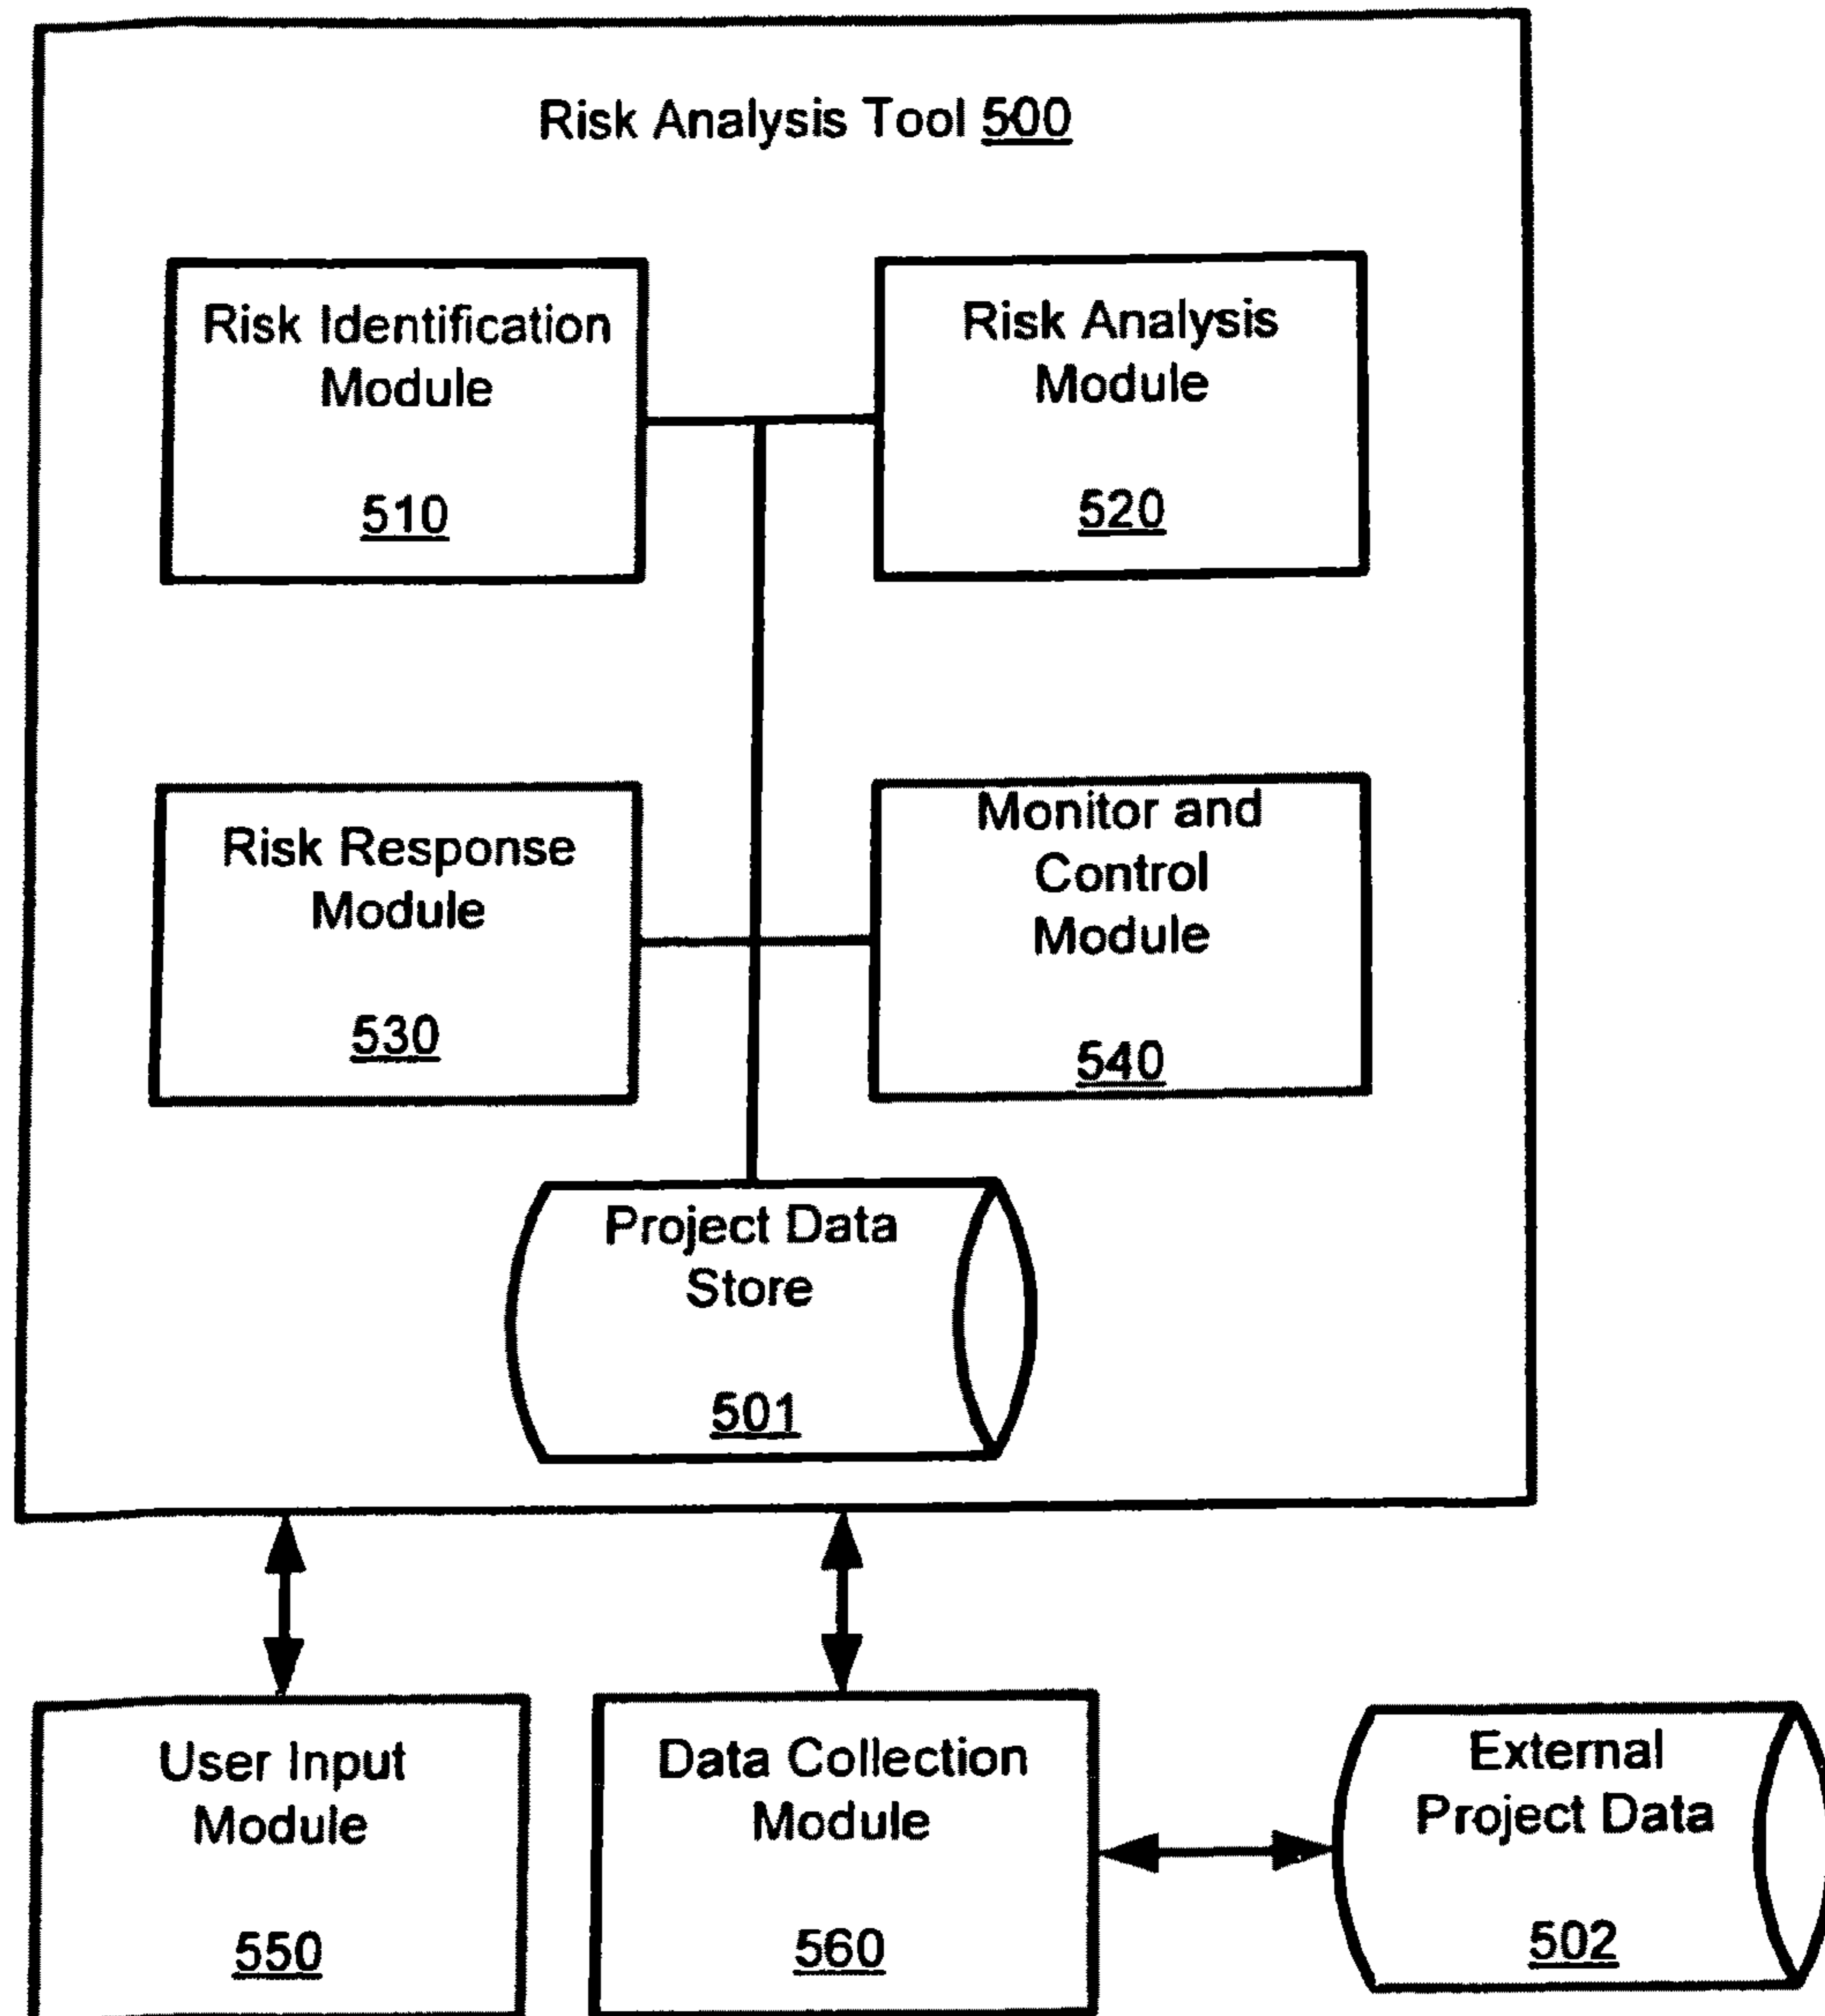 Risk Analysis Tool 500
Risk Identification
Module
510
Risk Analysis
Module
520
Risk Response
Module
530
Monitor and
Control
Module
540
Project Data
Store
501
User Input
Module
550
Data Collection
Module
560
External
Project Data
502